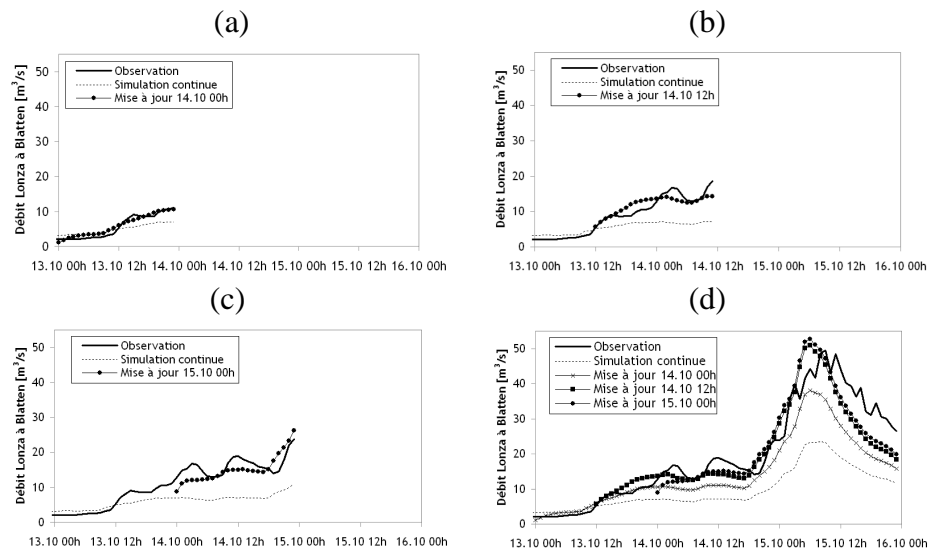 (a)
Débit Lonza à Blatten [m³/s]
50
40
30
20
10
0
Observation
Simulation continue
Mise à jour 14.10 00h
13.10 00h 13.10 12h 14.10 00h 14.10 12h 15.10 00h 15.10 12h 16.10 00h
(b)
Débit Lonza à Blatten [m³/s]
50
40
30
20
10
0
Observation
Simulation continue
Mise à jour 14.10 12h
13.10 00h 13.10 12h 14.10 00h 14.10 12h 15.10 00h 15.10 12h 16.10 00h
(c)
Débit Lonza à Blatten [m³/s]
50
40
30
20
10
0
Observation
Simulation continue
Mise à jour 15.10 00h
13.10 00h 13.10 12h 14.10 00h 14.10 12h 15.10 00h 15.10 12h 16.10 00h
(d)
Débit Lonza à Blatten [m³/s]
50
40
30
20
10
0
Observation
Simulation continue
Mise à jour 14.10 00h
Mise à jour 14.10 12h
Mise à jour 15.10 00h
13.10 00h 13.10 12h 14.10 00h 14.10 12h 15.10 00h 15.10 12h 16.10 00h